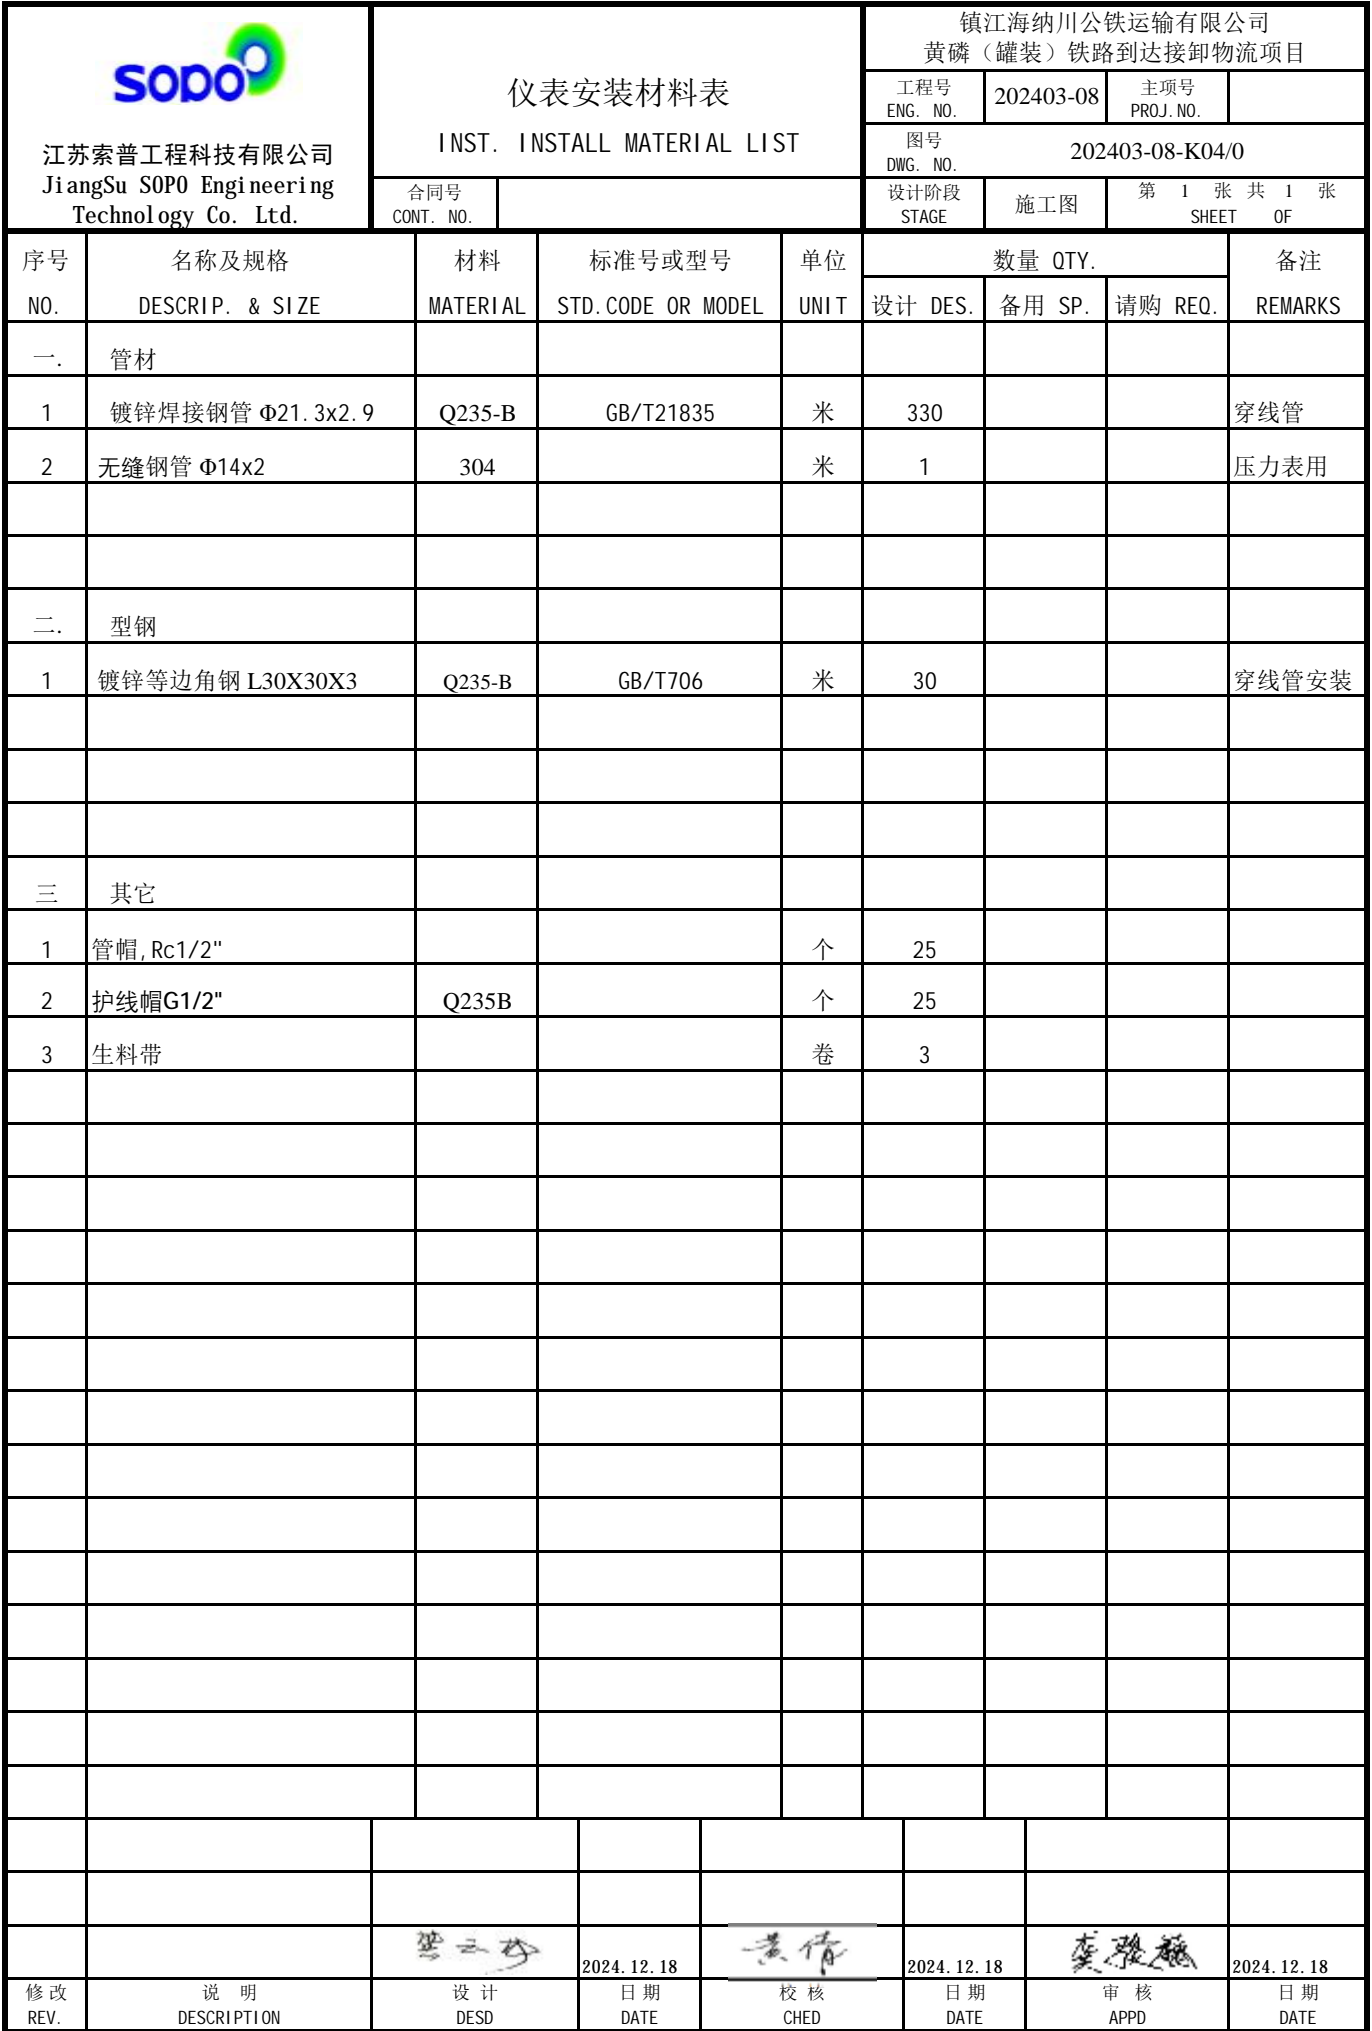 SOPO
江苏索普工程科技有限公司
JiangSu SOPO Engineering
Technology Co. Ltd.
仪表安装材料表
INST. INSTALL MATERIAL LIST
合同号
CONT. NO.
镇江海纳川公铁运输有限公司
黄磷（罐装）铁路到达接卸物流项目
工程号 202403-08 主项号
ENG. NO. PROJ.NO.
图号 202403-08-K04/0
DWG. NO.
设计阶段 施工图 第 1 张 共 1 张
STAGE SHEET OF
序号 名称及规格 材料 标准号或型号 单位 数量 QTY. 备注
NO. DESCRIP. & SIZE MATERIAL STD.CODE OR MODEL UNIT 设计 DES. 备用 SP. 请购 REQ. REMARKS
一. 管材
1 镀锌焊接钢管 Φ21.3x2.9 Q235-B GB/T21835 米 330 穿线管
2 无缝钢管 Φ14x2 304 米 1 压力表用
二. 型钢
1 镀锌等边角钢 L30X30X3 Q235-B GB/T706 米 30 穿线管安装
三 其它
1 管帽,Rc1/2" 个 25
2 护线帽G1/2" Q235B 个 25
3 生料带 卷 3
2024.12.18 黄倩 2024.12.18 2024.12.18
修改 说 明 设 计 日 期 校 核 日 期 审 核 日 期
REV. DESCRIPTION DESD DATE CHED DATE APPD DATE